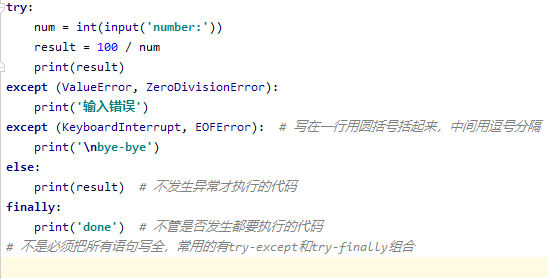 try:
    num = int(input('number:'))
    result = 100 / num
    print(result)
except (ValueError, ZeroDivisionError):
    print('输入错误')
except (KeyboardInterrupt, EOFError):  # 写在一行用圆括号括起来，中间用逗号分隔
    print('\nbye-bye')
else:
    print(result)  # 不发生异常才执行的代码
finally:
    print('done')  # 不管是否发生都要执行的代码
# 不是必须把所有语句写全，常用的有try-except和try-finally组合